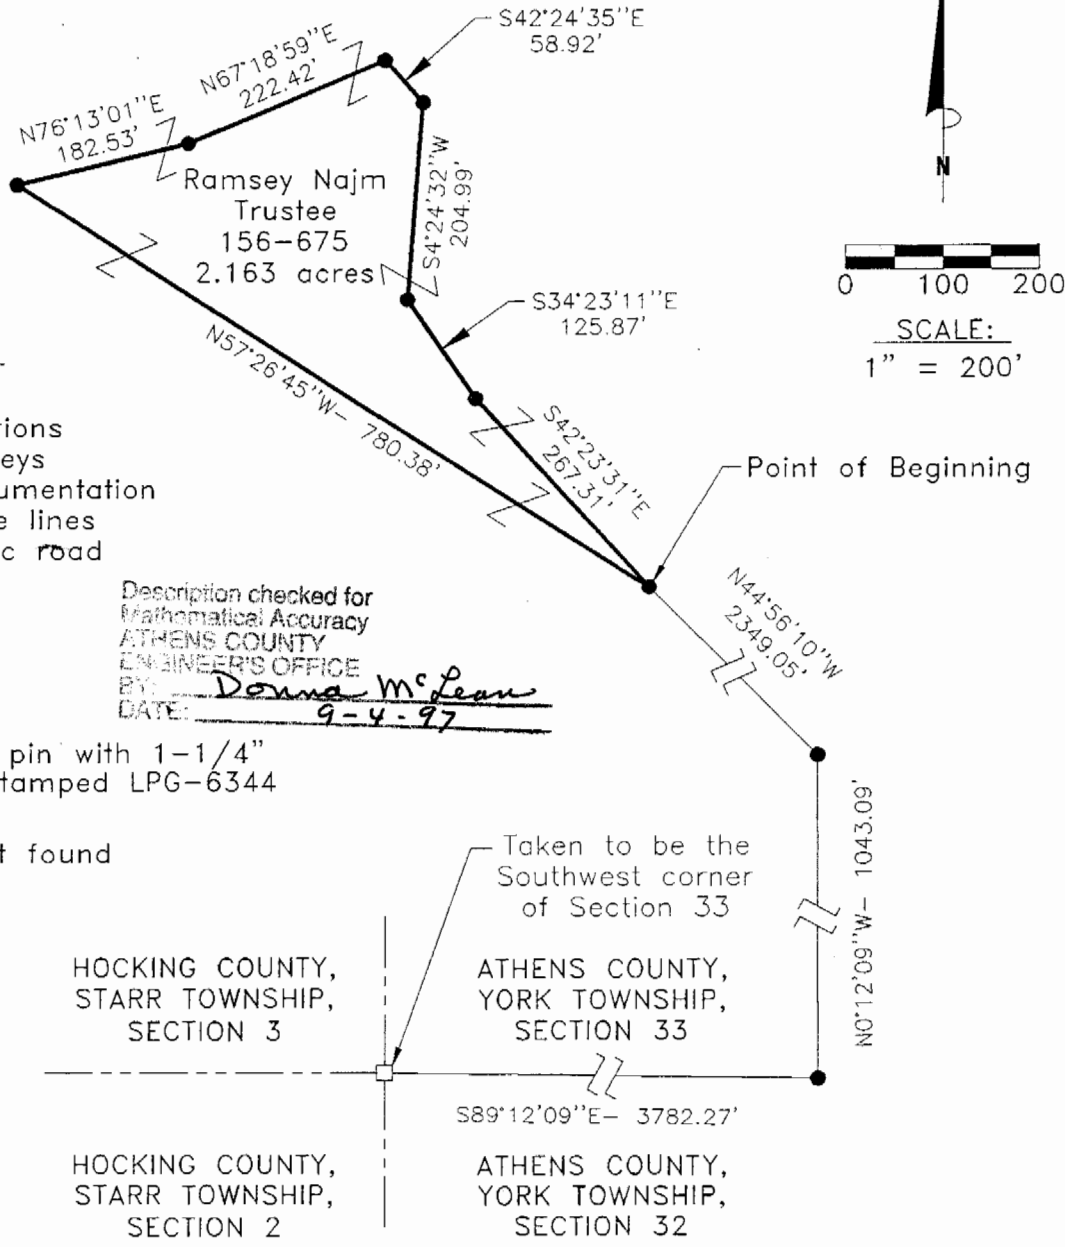 S42°24'35"E
58.92'
N67°18'59"E
222.42'
N76°13'01"E
182.53'
S4°24'32"W
204.99'
Ramsey Najm
Trustee
156-675
2.163 acres
N
0 100 200
SCALE:
1" = 200'
S34°23'11"E
125.87'
N57°26'45"W- 780.38'
S42°23'31"E
267.31'
Point of Beginning
tions
eys
umentation
e lines
c road
N44°56'10"W
2349.05'
Description checked for
Mathematical Accuracy
ATHENS COUNTY
ENGINEER'S OFFICE
BY: Donna McLean
DATE: 9-4-97
pin with 1-1/4"
tamped LPG-6344
t found
Taken to be the
Southwest corner
of Section 33
N0°12'09"W- 1043.09'
HOCKING COUNTY,
STARR TOWNSHIP,
SECTION 3
ATHENS COUNTY,
YORK TOWNSHIP,
SECTION 33
S89°12'09"E- 3782.27'
HOCKING COUNTY,
STARR TOWNSHIP,
SECTION 2
ATHENS COUNTY,
YORK TOWNSHIP,
SECTION 32